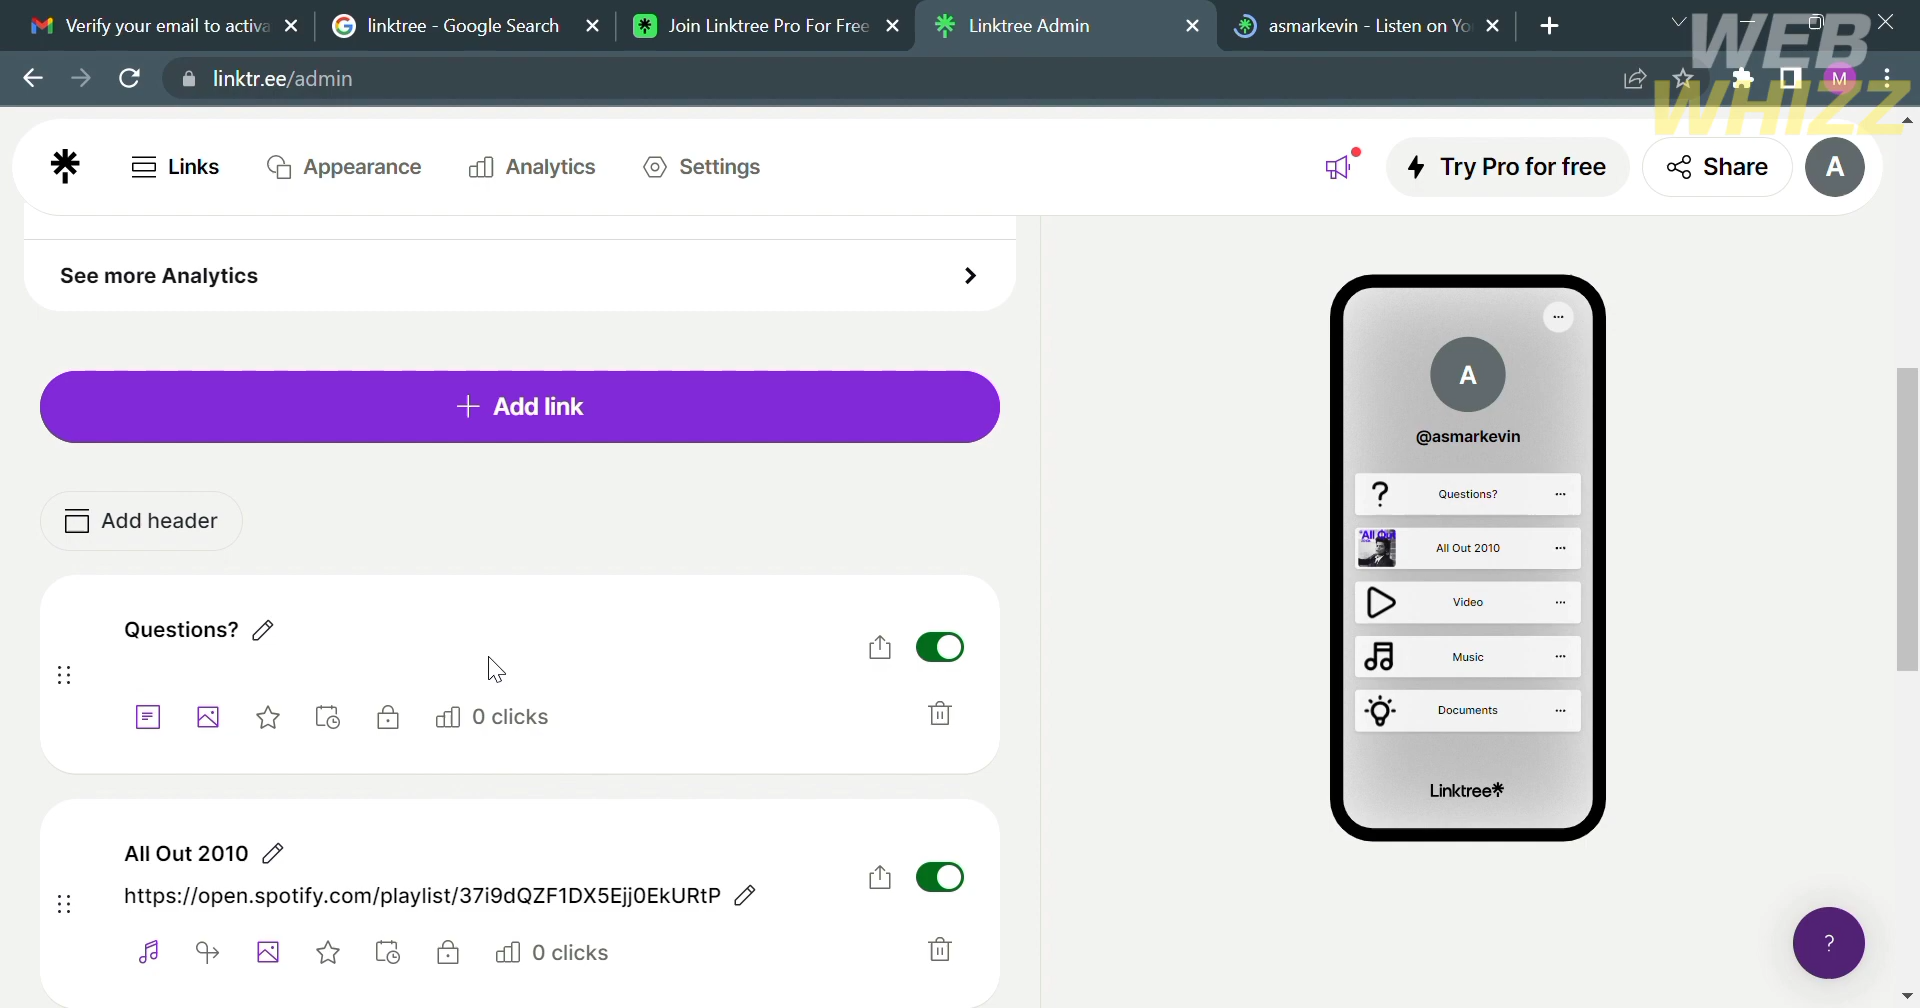 Verify your email to activa
linktree - Google Search
Join Linktree Pro For Free
Linktree Admin
asmarkevin - Listen on Yo
WEB
WHIZZ
linktr.ee/admin
M
Links
Appearance
Analytics
Settings
Try Pro for free
Share
A
See more Analytics
Add link
Add header
Questions?
0 clicks
All Out 2010
https://open.spotify.com/playlist/37i9dQZF1DX5Ejj0EkURtP
0 clicks
A
@asmarkevin
Questions?
All Out 2010
Video
Music
Documents
Linktree
?